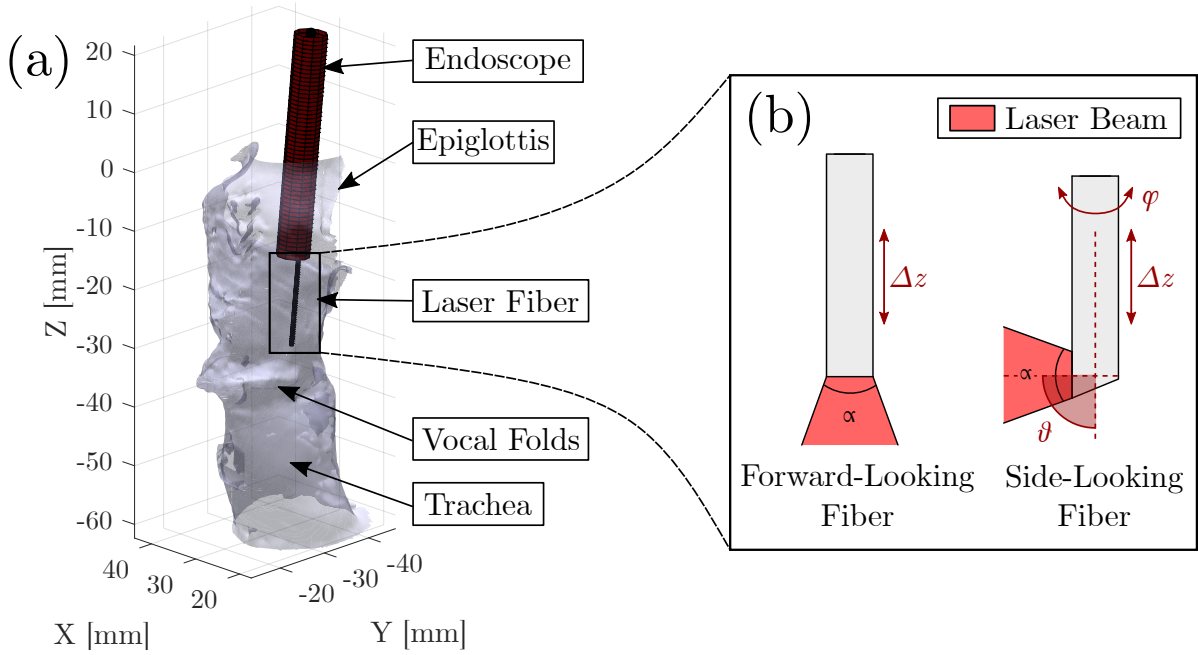 (a)
20
10
0
-10
-20
-30
-40
-50
-60
Z [mm]
40
30
20
X [mm]
-20
-30
-40
Y [mm]
Endoscope
Epiglottis
Laser Fiber
Vocal Folds
Trachea
(b)
Laser Beam
Δz
α
Forward-Looking
Fiber
φ
Δz
α
ϑ
Side-Looking
Fiber